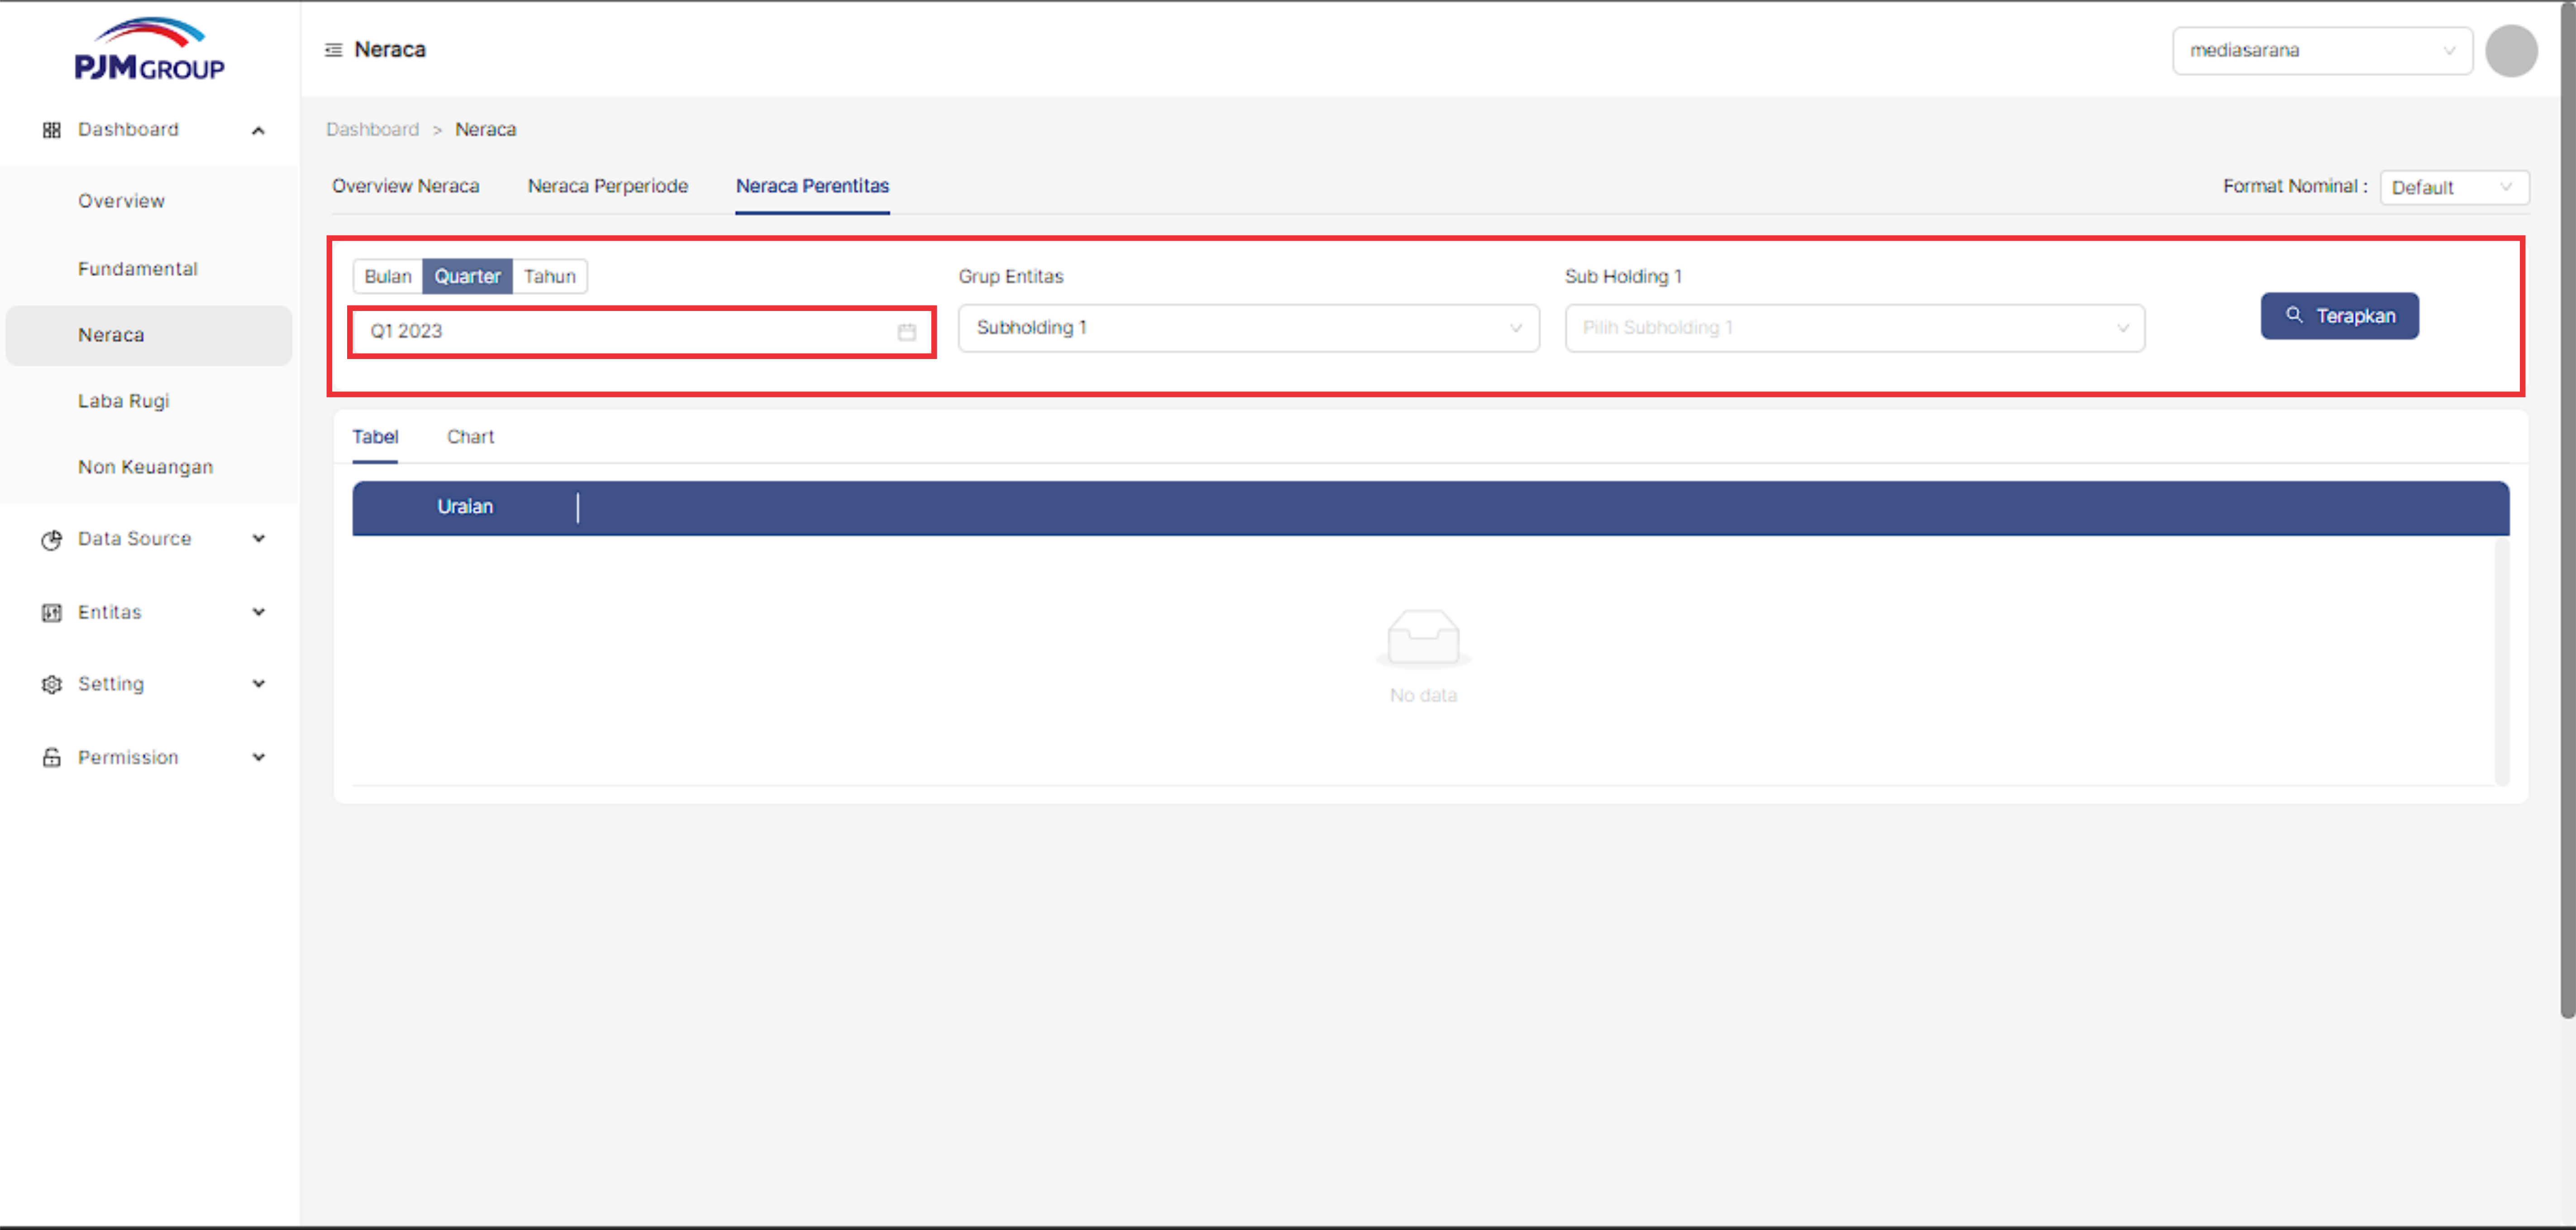 PJM GROUP
Neraca
mediasarana
Dashboard
Overview
Fundamental
Neraca
Laba Rugi
Non Keuangan
Data Source
Entitas
Setting
Permission
Dashboard > Neraca
Overview Neraca Neraca Perperiode Neraca Perentitas
Format Nominal : Default
Bulan Quarter Tahun
Q1 2023
Grup Entitas
Subholding 1
Sub Holding 1
Pilih Subholding 1
Terapkan
Tabel Chart
Uraian
No data